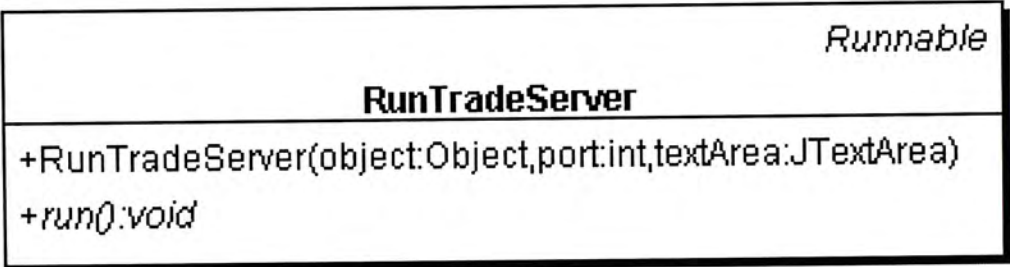 Runnable
RunTradeServer
+RunTradeServer(object:Object,port:int,textArea:JTextArea)
+run():void